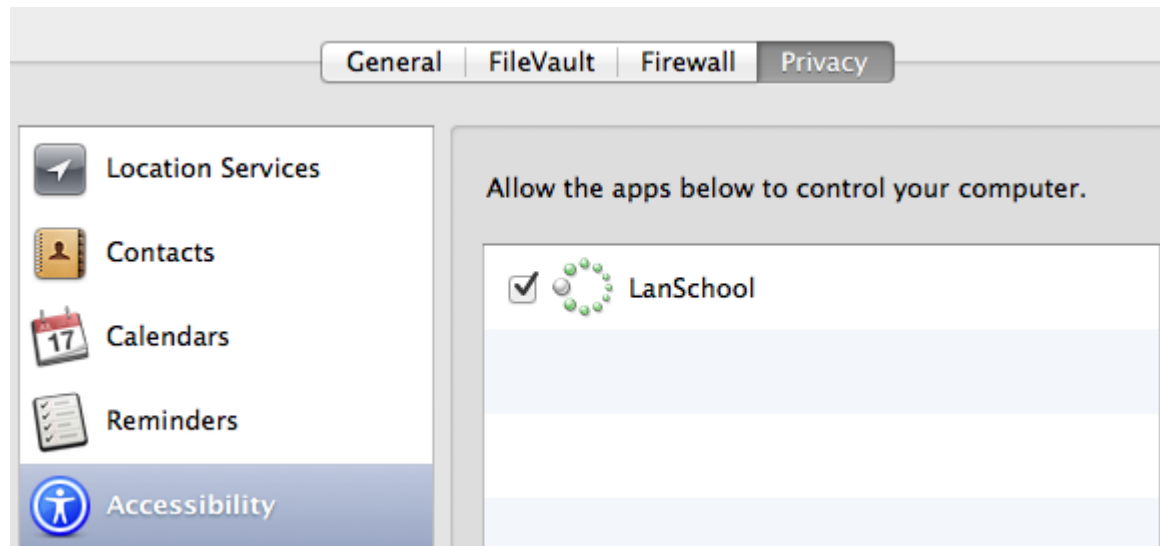 General FileVault Firewall Privacy
Location Services
Contacts
17 Calendars
Reminders
Accessibility
Allow the apps below to control your computer.
LanSchool